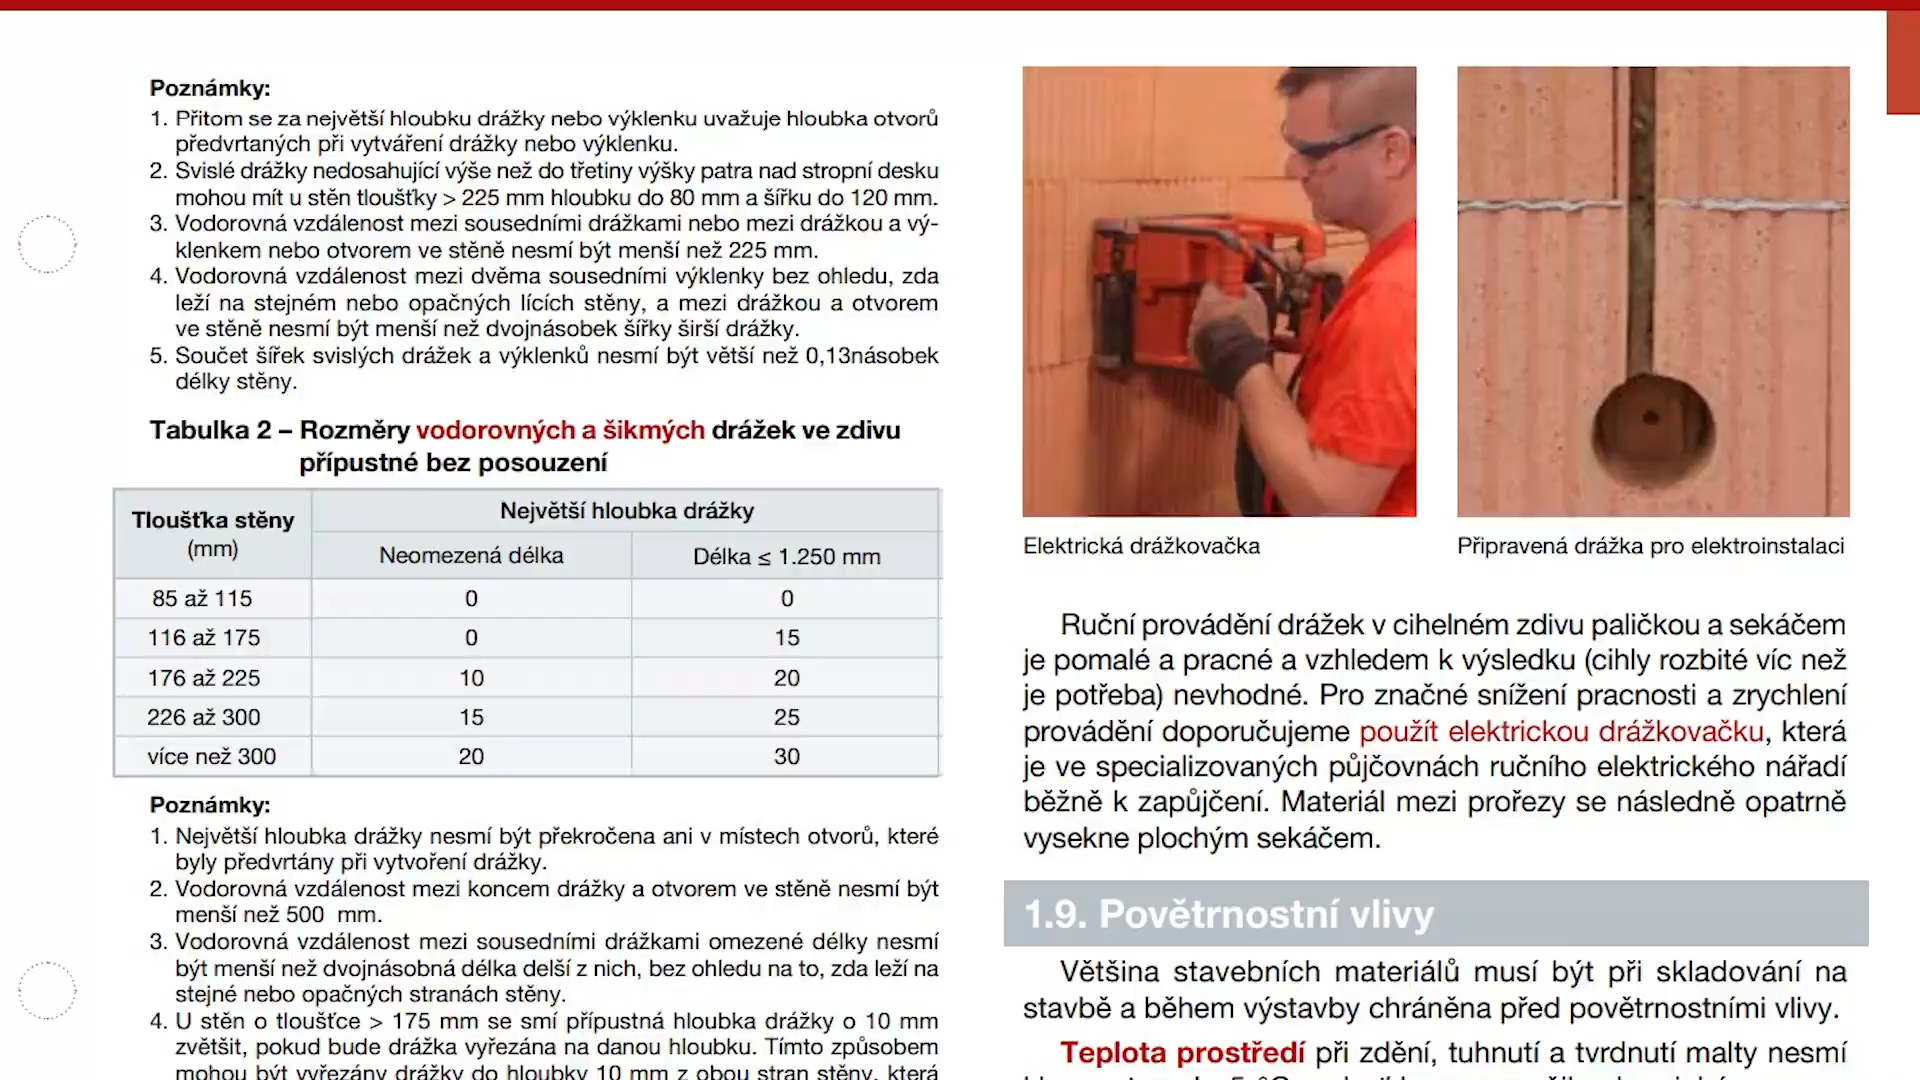 Poznámky:
1. Přitom se za největší hloubku drážky nebo výklenku uvažuje hloubka otvorů
předvrtaných při vytváření drážky nebo výklenku.
2. Svislé drážky nedosahující výše než do třetiny výšky patra nad stropní desku
mohou mít u stěn tloušťky > 225 mm hloubku do 80 mm a šířku do 120 mm.
3. Vodorovná vzdálenost mezi sousedními drážkami nebo mezi drážkou a vý-
klenkem nebo otvorem ve stěně nesmí být menší než 225 mm.
4. Vodorovná vzdálenost mezi dvěma sousedními výklenky bez ohledu, zda
leží na stejném nebo opačných lících stěny, a mezi drážkou a otvorem
ve stěně nesmí být menší než dvojnásobek šířky širší drážky.
5. Součet šířek svislých drážek a výklenků nesmí být větší než 0,13násobek
délky stěny.
Tabulka 2 – Rozměry vodorovných a šikmých drážek ve zdivu
přípustné bez posouzení
Tloušťka stěny
(mm)
Největší hloubka drážky
Neomezená délka
Délka ≤ 1.250 mm
85 až 115 0 0
116 až 175 0 15
176 až 225 10 20
226 až 300 15 25
více než 300 20 30
Poznámky:
1. Největší hloubka drážky nesmí být překročena ani v místech otvorů, které
byly předvrtány při vytvoření drážky.
2. Vodorovná vzdálenost mezi koncem drážky a otvorem ve stěně nesmí být
menší než 500 mm.
3. Vodorovná vzdálenost mezi sousedními drážkami omezené délky nesmí
být menší než dvojnásobná délka delší z nich, bez ohledu na to, zda leží na
stejné nebo opačných stranách stěny.
4. U stěn o tloušťce > 175 mm se smí přípustná hloubka drážky o 10 mm
zvětšit, pokud bude drážka vyřezána na danou hloubku. Tímto způsobem
mohou být vyřezány drážky do hloubky 10 mm z obou stran stěny, která
Elektrická drážkovačka
Připravená drážka pro elektroinstalaci
Ruční provádění drážek v cihelném zdivu paličkou a sekáčem
je pomalé a pracné a vzhledem k výsledku (cihly rozbité víc než
je potřeba) nevhodné. Pro značné snížení pracnosti a zrychlení
provádění doporučujeme použít elektrickou drážkovačku, která
je ve specializovaných půjčovnách ručního elektrického nářadí
běžně k zapůjčení. Materiál mezi prořezy se následně opatrně
vysekne plochým sekáčem.
1.9. Povětrnostní vlivy
Většina stavebních materiálů musí být při skladování na
stavbě a během výstavby chráněna před povětrnostními vlivy.
Teplota prostředí při zdění, tuhnutí a tvrdnutí malty nesmí